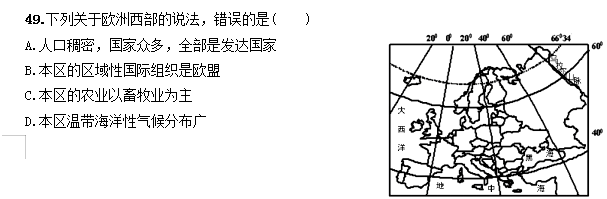 49.下列关于欧洲西部的说法，错误的是(　　)
A.人口稠密，国家众多，全部是发达国家
B.本区的区域性国际组织是欧盟
C.本区的农业以畜牧业为主
D.本区温带海洋性气候分布广
20° 0° 20° 40° 60° 66°34
60°
大西洋
40°
黑 海
地 中 海